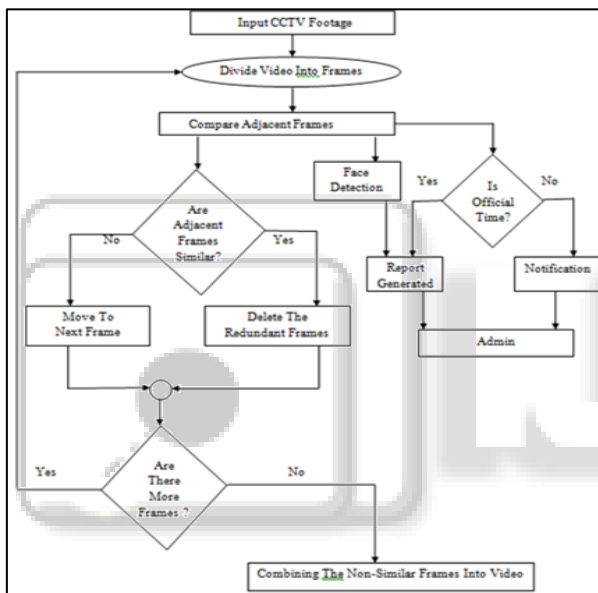 Input CCTV Footage
Divide Video Into Frames
Compare Adjacent Frames
Face
Detection
Yes
Is
Official
Time?
No
Are
Adjacent
Frames
Similar?
No
Yes
Report
Generated
Notification
Move To
Next Frame
Delete The
Redundant Frames
Admin
Yes
Are
There
More
Frames ?
No
Combining The Non-Similar Frames Into Video